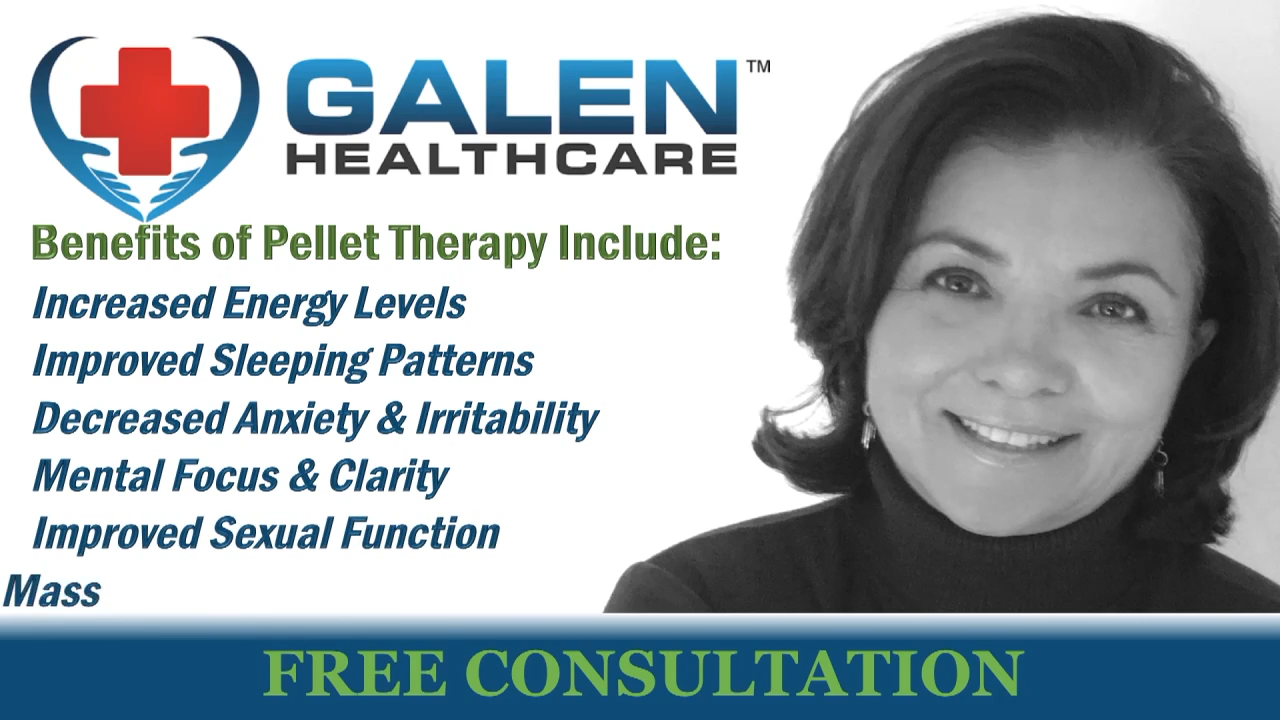 GALEN™
HEALTHCARE
Benefits of Pellet Therapy Include:
Increased Energy Levels
Improved Sleeping Patterns
Decreased Anxiety & Irritability
Mental Focus & Clarity
Improved Sexual Function
Mass
FREE CONSULTATION